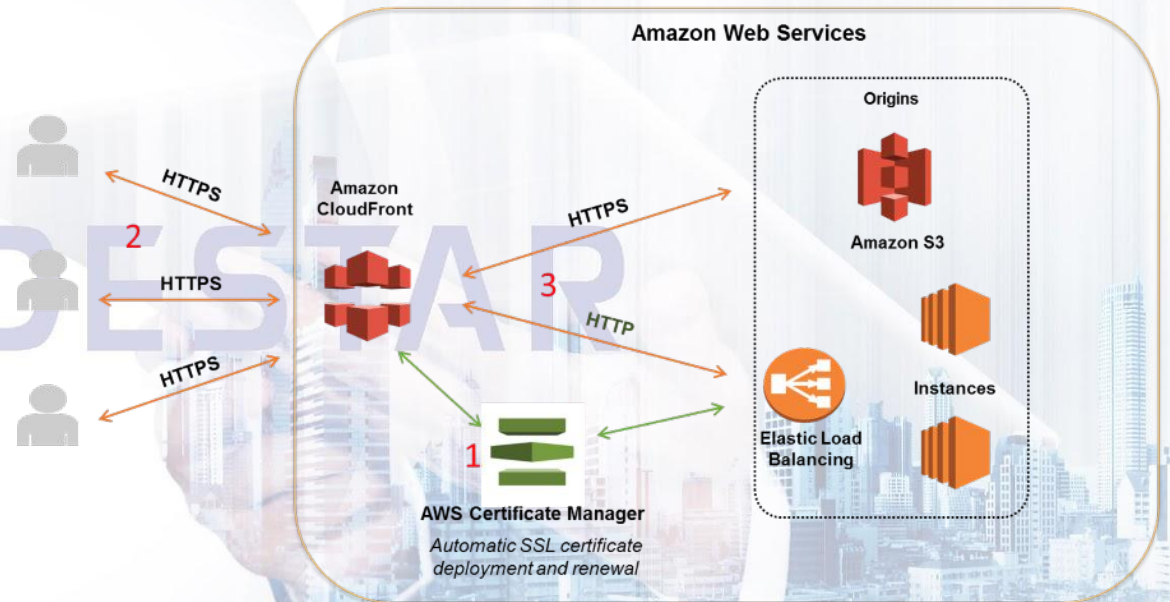 Amazon Web Services
Origins
HTTPS
Amazon
CloudFront
HTTPS
2
Amazon S3
DESTAR
HTTPS
3
HTTP
HTTPS
Instances
1
Elastic Load
Balancing
AWS Certificate Manager
Automatic SSL certificate
deployment and renewal